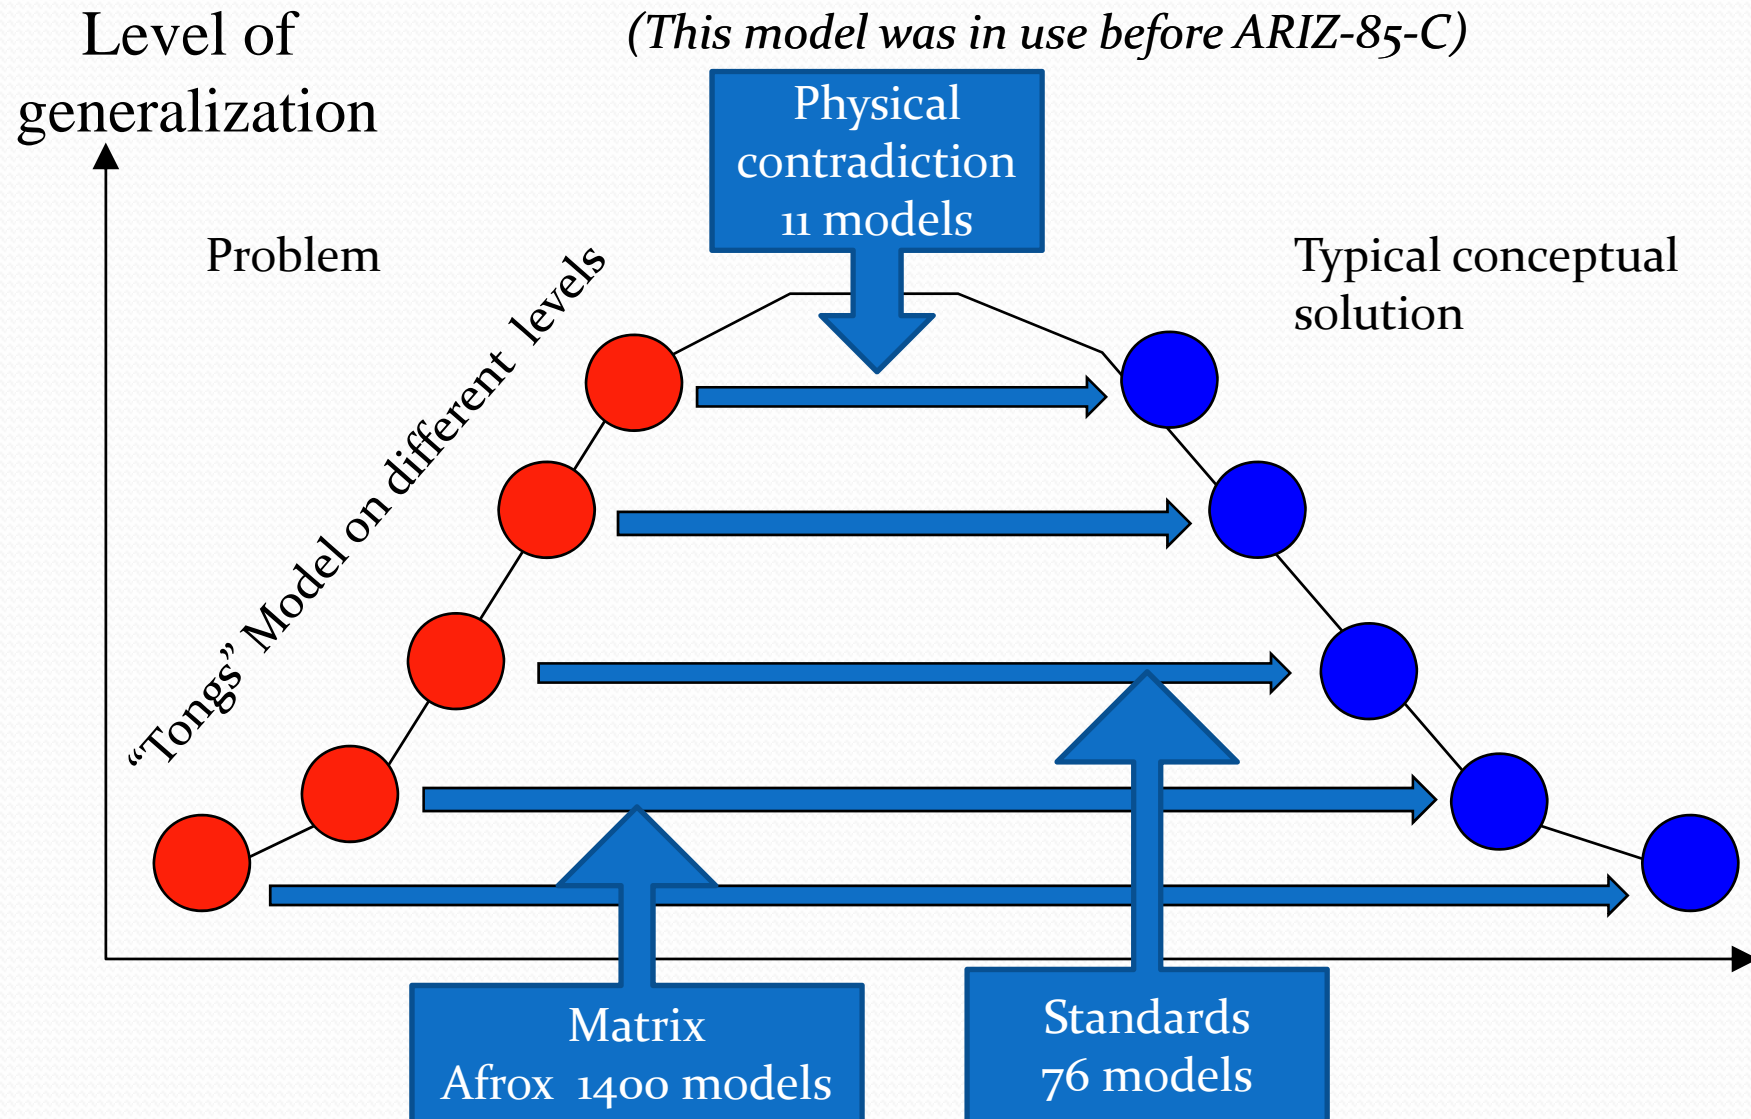 Level of
generalization
(This model was in use before ARIZ-85-C)
Physical
contradiction
11 models
Problem
Typical conceptual
solution
“Tongs” Model on different levels
Matrix
Afrox 1400 models
Standards
76 models